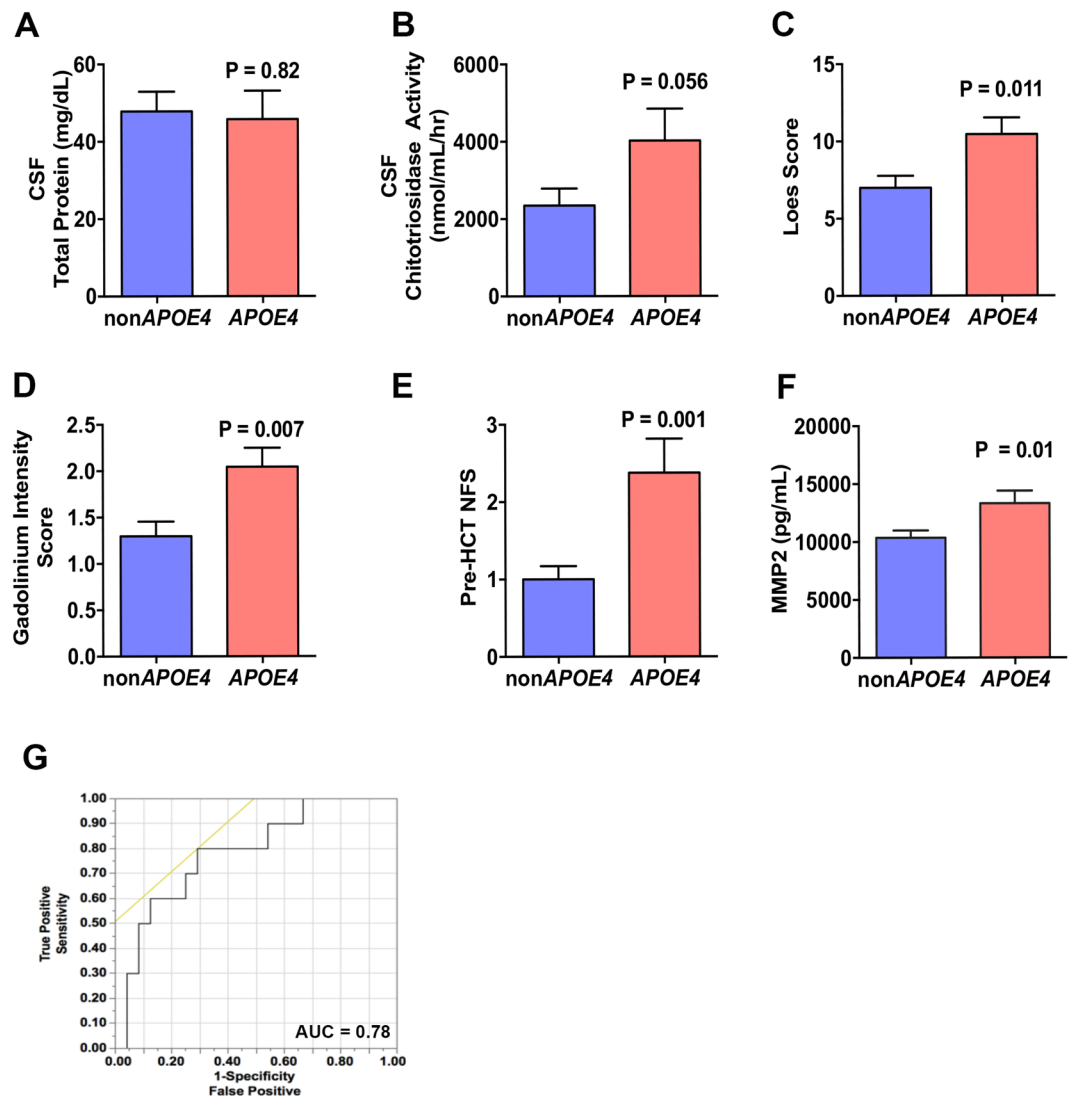 A
CSF
Total Protein (mg/dL)
60
40
20
0
P = 0.82
nonAPOE4 APOE4
B
CSF
Chitotriosidase Activity
(nmol/mL/hr)
6000
4000
2000
0
P = 0.056
nonAPOE4 APOE4
C
Loes Score
15
10
5
0
P = 0.011
nonAPOE4 APOE4
D
Gadolinium Intensity
Score
2.5
2.0
1.5
1.0
0.5
0.0
P = 0.007
nonAPOE4 APOE4
E
Pre-HCT NFS
3
2
1
0
P = 0.001
nonAPOE4 APOE4
F
MMP2 (pg/mL)
20000
15000
10000
5000
0
P = 0.01
nonAPOE4 APOE4
G
True Positive
Sensitivity
1.00
0.90
0.80
0.70
0.60
0.50
0.40
0.30
0.20
0.10
0.00
AUC = 0.78
0.00 0.20 0.40 0.60 0.80 1.00
1-Specificity
False Positive